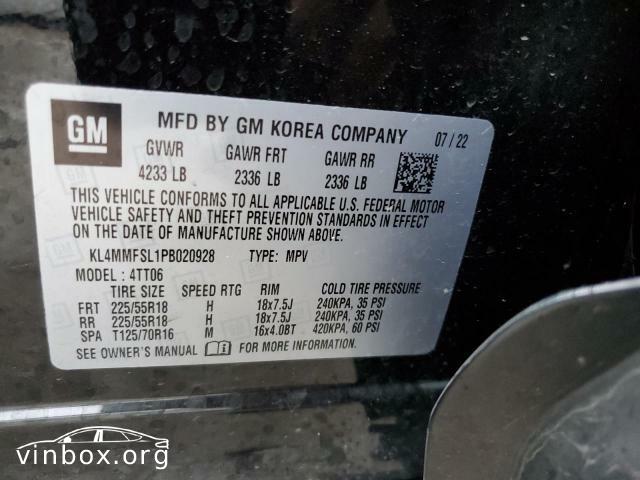 GM
MFD BY GM KOREA COMPANY 07/22
GVWR GAWR FRT GAWR RR
4233 LB 2336 LB 2336 LB
THIS VEHICLE CONFORMS TO ALL APPLICABLE U.S. FEDERAL MOTOR
VEHICLE SAFETY AND THEFT PREVENTION STANDARDS IN EFFECT
ON THE DATE OF MANUFACTURE SHOWN ABOVE.
KL4MMFSL1PB020928 TYPE: MPV
MODEL: 4TT06
TIRE SIZE SPEED RTG RIM COLD TIRE PRESSURE
FRT 225/55R18 H 18x7.5J 240KPA, 35 PSI
RR 225/55R18 H 18x7.5J 240KPA, 35 PSI
SPA T125/70R16 M 16x4.0BT 420KPA, 60 PSI
SEE OWNER'S MANUAL FOR MORE INFORMATION.
vinbox.org